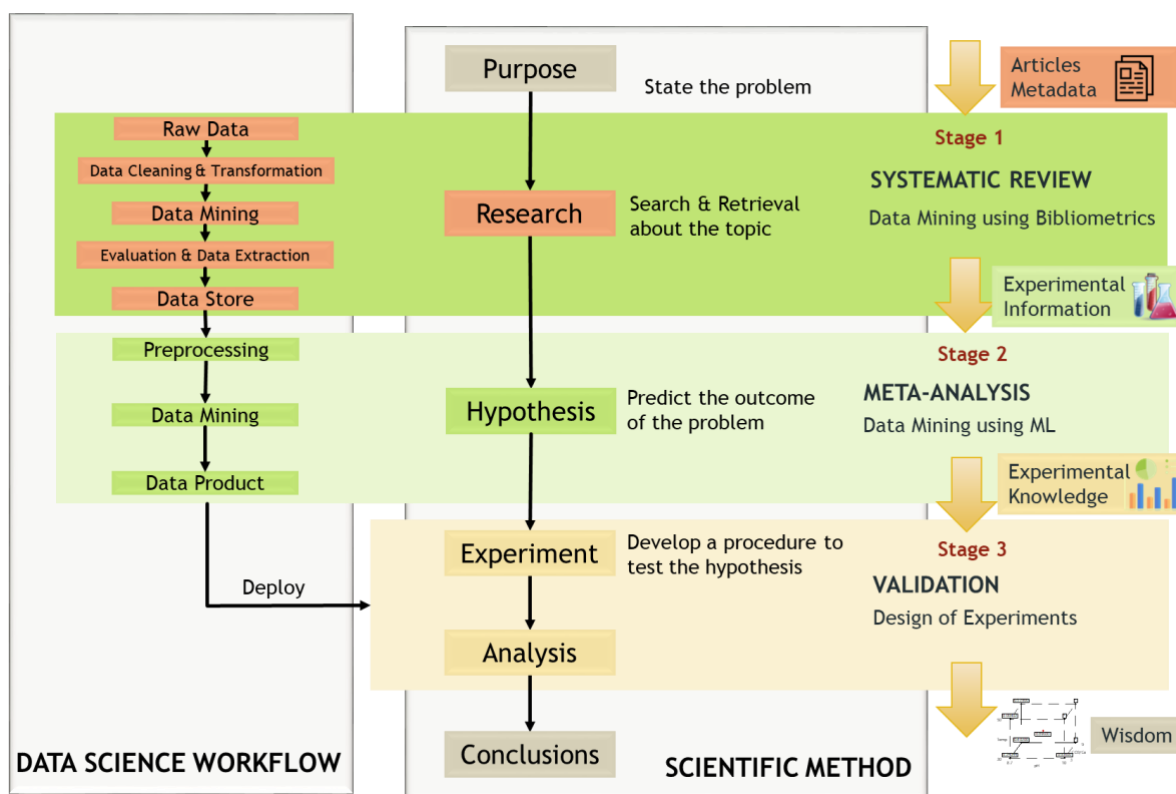 Purpose
State the problem
Articles
Metadata
Raw Data
Data Cleaning & Transformation
Data Mining
Evaluation & Data Extraction
Data Store
Research
Search & Retrieval
about the topic
Stage 1
SYSTEMATIC REVIEW
Data Mining using Bibliometrics
Experimental
Information
Preprocessing
Data Mining
Data Product
Hypothesis
Predict the outcome
of the problem
Stage 2
META-ANALYSIS
Data Mining using ML
Experimental
Knowledge
Deploy
Experiment
Develop a procedure to
test the hypothesis
Analysis
Stage 3
VALIDATION
Design of Experiments
Conclusions
Wisdom
DATA SCIENCE WORKFLOW
SCIENTIFIC METHOD